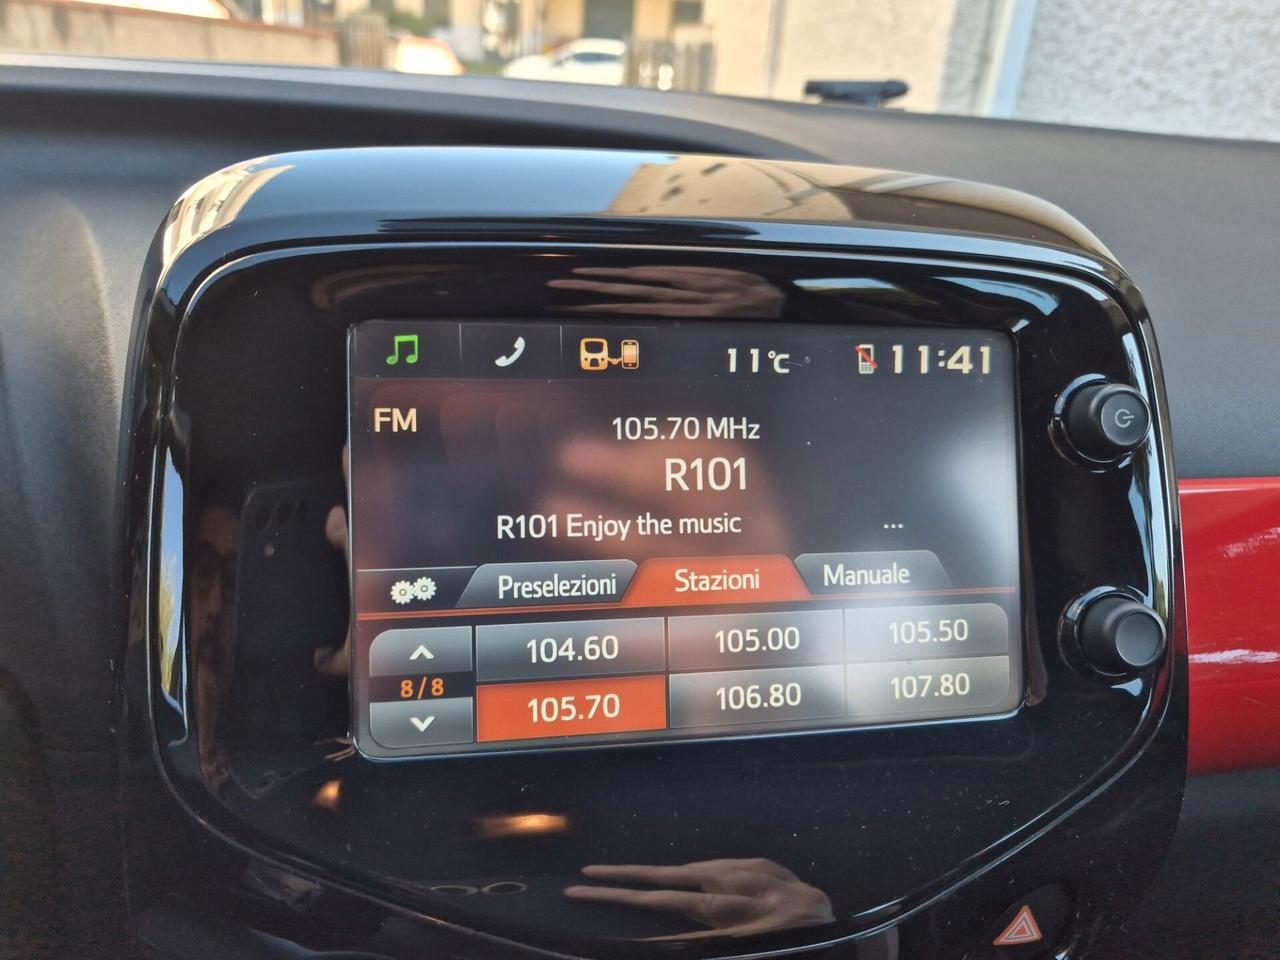 11°C 11:41
FM
105.70 MHz
R101
R101 Enjoy the music ...
Preselezioni Stazioni Manuale
104.60 105.00 105.50
8/8
105.70 106.80 107.80